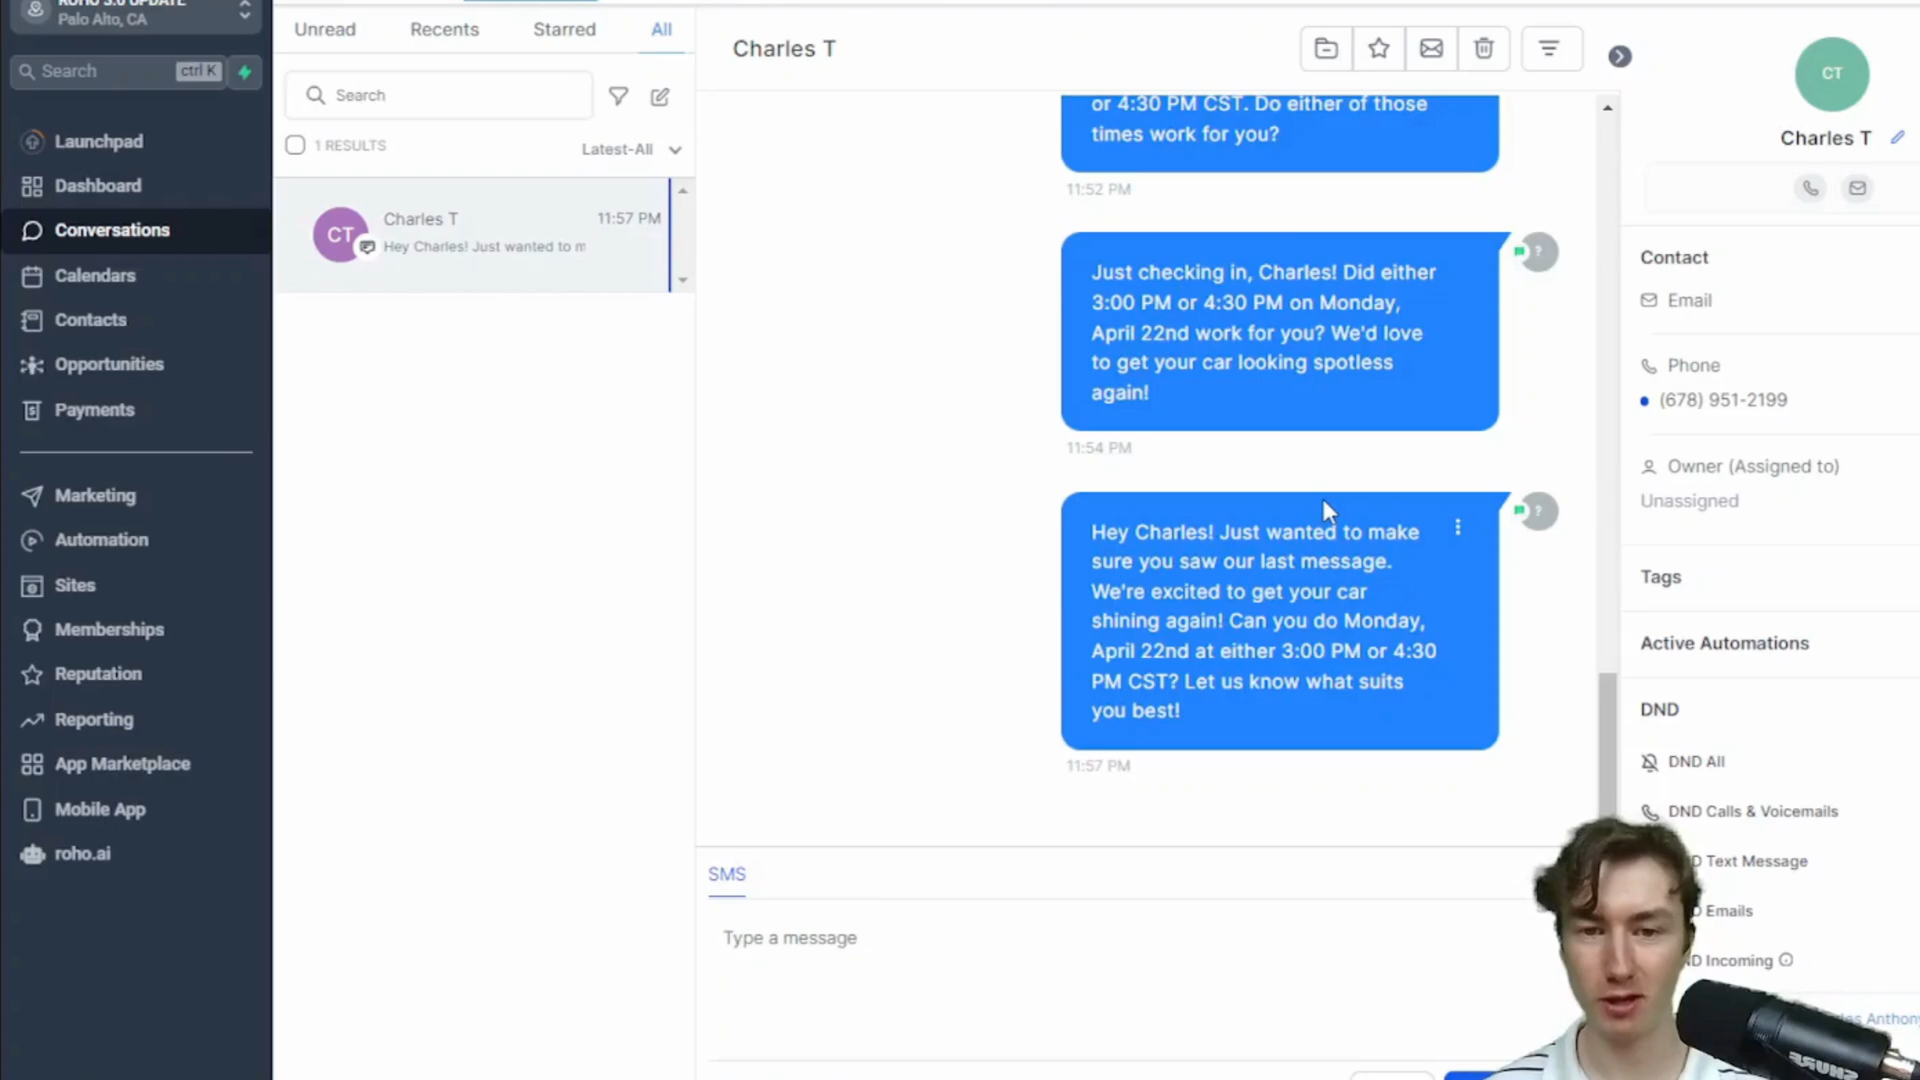 ROHO 3.0 UPDATE
Palo Alto, CA
Search
ctrl K
Launchpad
Dashboard
Conversations
Calendars
Contacts
Opportunities
Payments
Marketing
Automation
Sites
Memberships
Reputation
Reporting
App Marketplace
Mobile App
roho.ai
Unread
Recents
Starred
All
Search
1 RESULTS
Latest-All
CT
Charles T
11:57 PM
Hey Charles! Just wanted to m
Charles T
or 4:30 PM CST. Do either of those
times work for you?
11:52 PM
?
Just checking in, Charles! Did either
3:00 PM or 4:30 PM on Monday,
April 22nd work for you? We'd love
to get your car looking spotless
again!
11:54 PM
?
Hey Charles! Just wanted to make
sure you saw our last message.
We're excited to get your car
shining again! Can you do Monday,
April 22nd at either 3:00 PM or 4:30
PM CST? Let us know what suits
you best!
11:57 PM
SMS
Type a message
CT
Charles T
Contact
Email
Phone
(678) 951-2199
Owner (Assigned to)
Unassigned
Tags
Active Automations
DND
DND All
DND Calls & Voicemails
D Text Message
D Emails
D Incoming
Anthony
SHURE